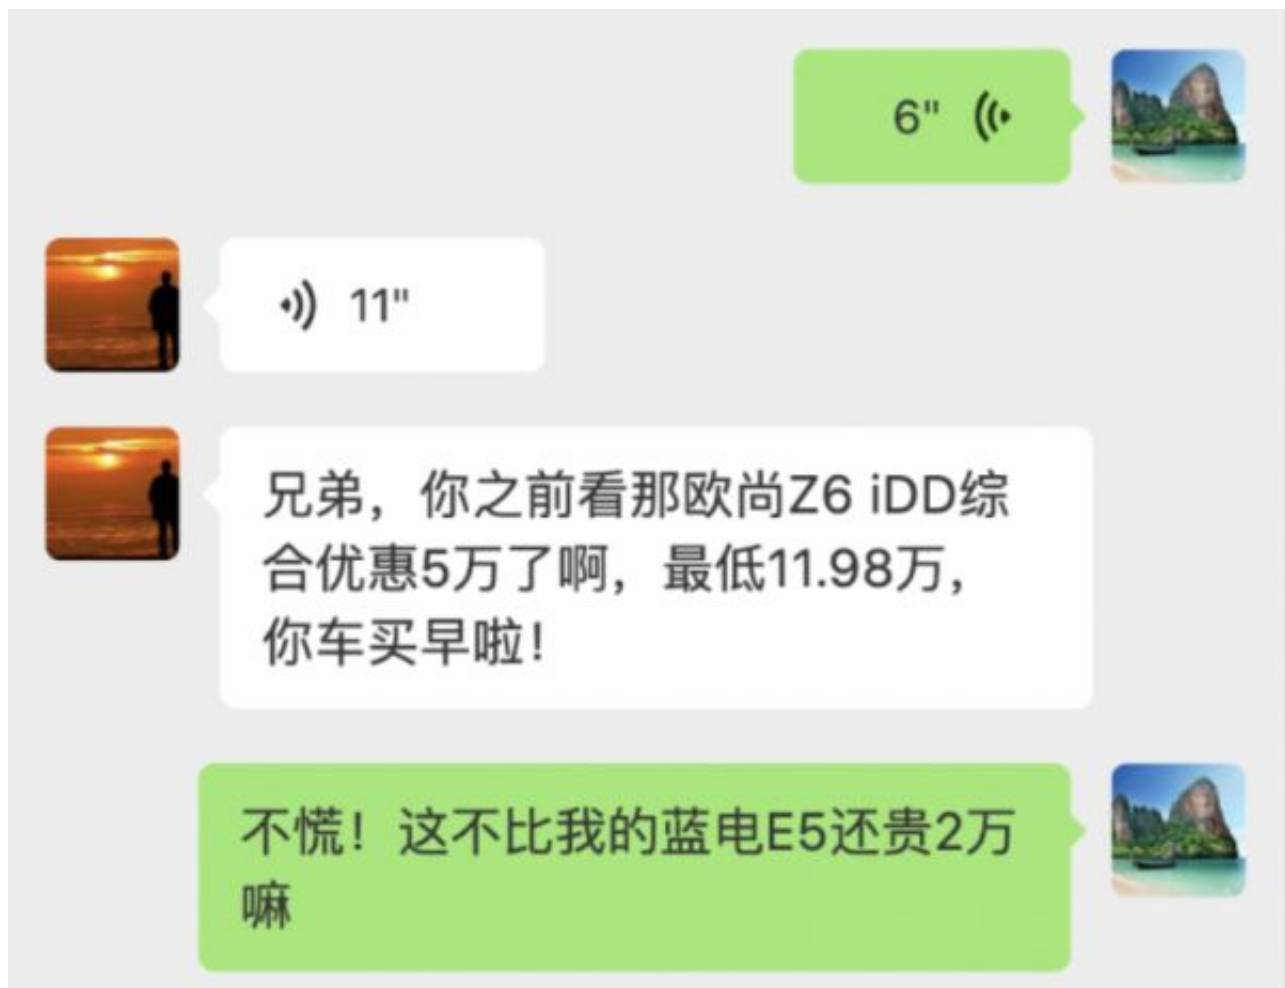 6"
11"
兄弟，你之前看那欧尚Z6 iDD综
合优惠5万了啊，最低11.98万，
你车买早啦！
不慌！这不比我的蓝电E5还贵2万
嘛